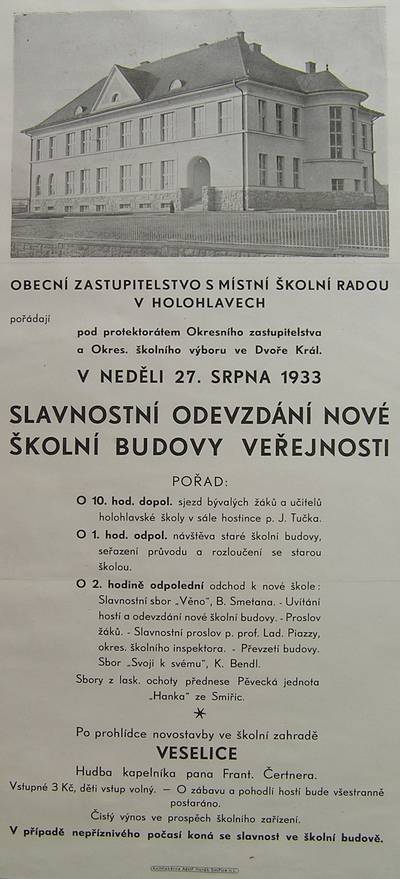 OBECNÍ ZASTUPITELSTVO S MÍSTNÍ ŠKOLNÍ RADOU
V HOLOHLAVECH
pořádají
pod protektorátem Okresního zastupitelstva
a Okres. školního výboru ve Dvoře Král.
V NEDĚLI 27. SRPNA 1933
SLAVNOSTNÍ ODEVZDÁNÍ NOVÉ
ŠKOLNÍ BUDOVY VEŘEJNOSTI
POŘAD:
O 10. hod. dopol. sjezd bývalých žáků a učitelů
holohlavské školy v sále hostince p. J. Tučka.
O 1. hod. odpol. návštěva staré školní budovy,
seřazení průvodu a rozloučení se starou
školou.
O 2. hodině odpolední odchod k nové škole:
Slavnostní sbor „Věno", B. Smetana. - Uvítání
hostí a odevzdání nové školní budovy. - Proslov
žáků. - Slavnostní proslov p. prof. Lad. Piazzy,
okres. školního inspektora. - Převzetí budovy.
Sbor „Svoji k svému", K. Bendl.
Sbory z lask. ochoty přednese Pěvecká jednota
„Hanka" ze Smiřic.
*
Po prohlídce novostavby ve školní zahradě
VESELICE
Hudba kapelníka pana Frant. Čertnera.
Vstupné 3 Kč, děti vstup volný. — O zábavu a pohodlí hostí bude všestranně
postaráno.
Čistý výnos ve prospěch školního zařízení.
V případě nepříznivého počasí koná se slavnost ve školní budově.